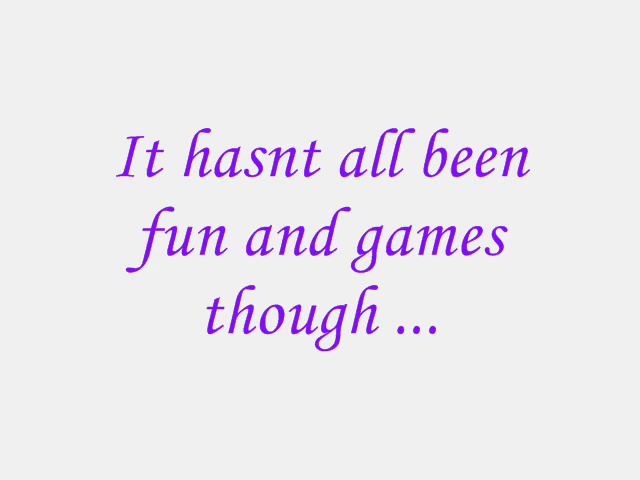 It hasnt all been
fun and games
though ...